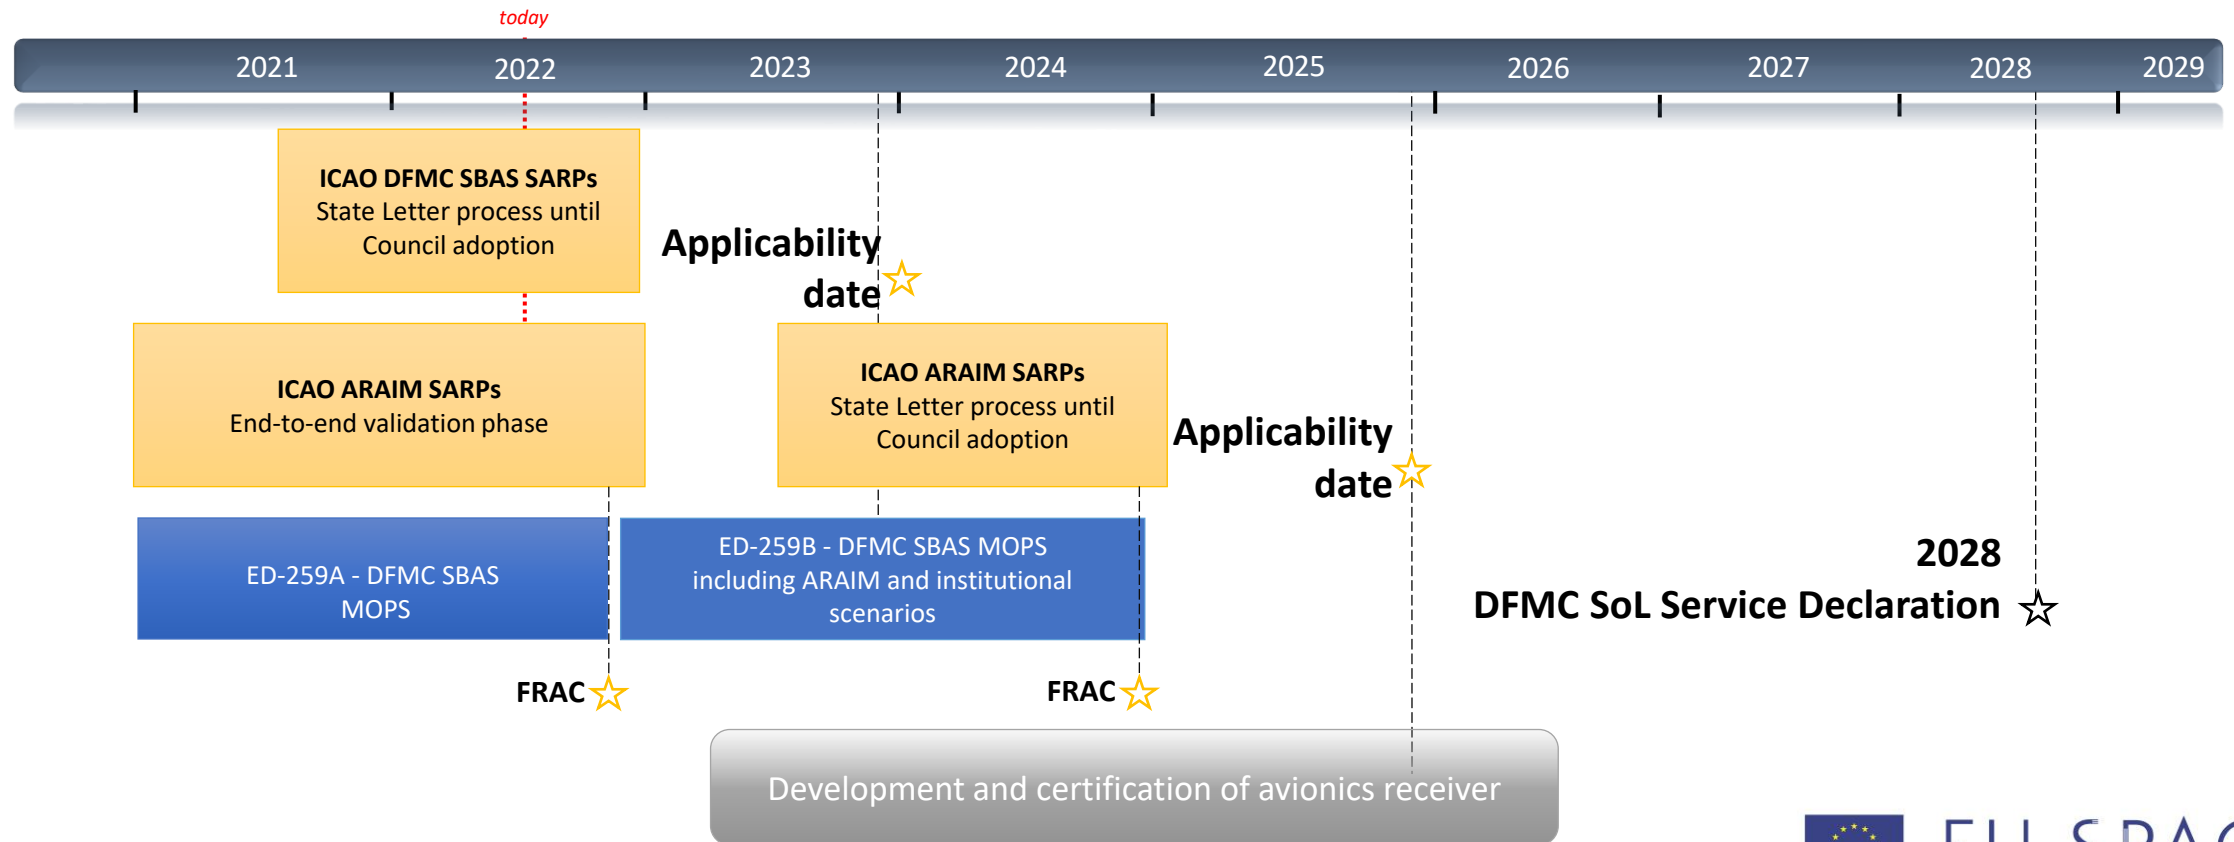 today
2021 2022 2023 2024 2025 2026 2027 2028 2029
ICAO DFMC SBAS SARPs
State Letter process until
Council adoption
Applicability
date
ICAO ARAIM SARPs
End-to-end validation phase
ICAO ARAIM SARPs
State Letter process until
Council adoption
Applicability
date
ED-259A - DFMC SBAS
MOPS
ED-259B - DFMC SBAS MOPS
including ARAIM and institutional
scenarios
2028
DFMC SoL Service Declaration
FRAC
FRAC
Development and certification of avionics receiver